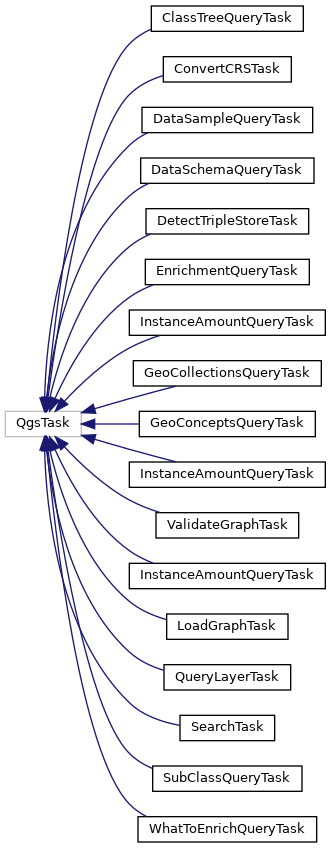 ClassTreeQueryTask
ConvertCRSTask
DataSampleQueryTask
DataSchemaQueryTask
DetectTripleStoreTask
EnrichmentQueryTask
InstanceAmountQueryTask
GeoCollectionsQueryTask
QgsTask
GeoConceptsQueryTask
InstanceAmountQueryTask
ValidateGraphTask
InstanceAmountQueryTask
LoadGraphTask
QueryLayerTask
SearchTask
SubClassQueryTask
WhatToEnrichQueryTask